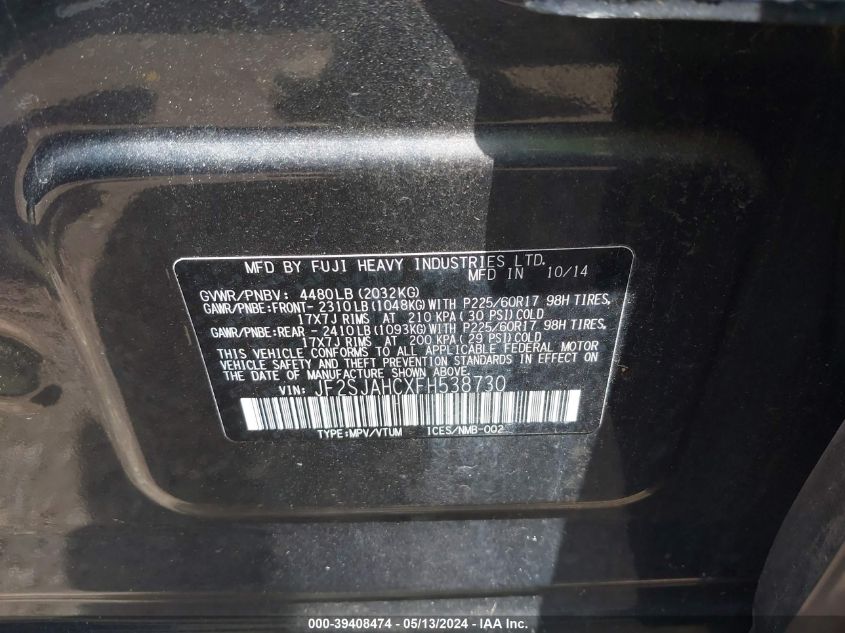 MFD BY FUJI HEAVY INDUSTRIES LTD.
MFD IN 10/14
GVWR/PNBV: 4480LB (2032KG)
GAWR/PNBE:FRONT- 2310LB (1048KG)WITH P225/60R17 98H TIRES,
17X7J RIMS AT 210 KPA (30 PSI)COLD
GAWR/PNBE:REAR - 2410LB (1093KG)WITH P225/60R17 98H TIRES,
17X7J RIMS AT 200 KPA (29 PSI)COLD
THIS VEHICLE CONFORMS TO ALL APPLICABLE FEDERAL MOTOR
VEHICLE SAFETY AND THEFT PREVENTION STANDARDS IN EFFECT ON
THE DATE OF MANUFACTURE SHOWN ABOVE.
VIN: JF2SJAHCXFH538730
TYPE:MPV/VTUM ICES/NMB-002
000-39408474 - 05/13/2024 - IAA Inc.